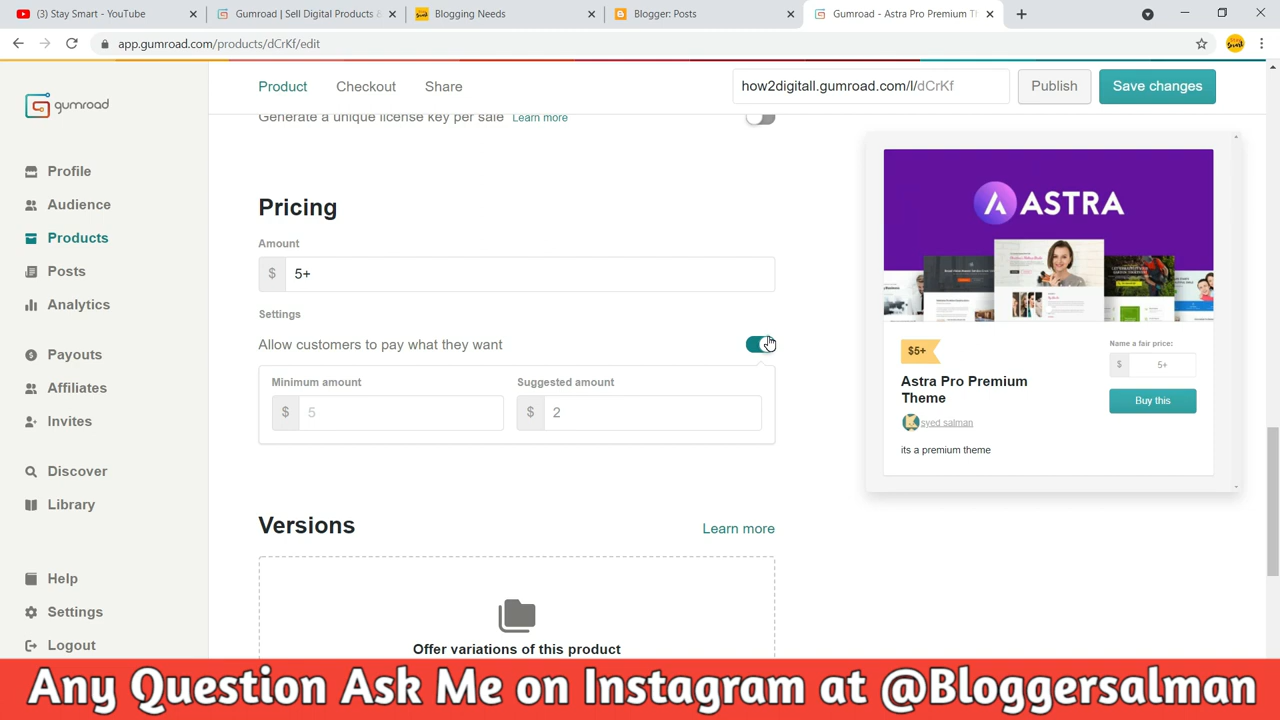 (3) Stay Smart - YouTube
Gumroad | Sell Digital Products &
Blogging Needs
Blogger: Posts
Gumroad - Astra Pro Premium T
app.gumroad.com/products/dCrKf/edit
gumroad
Product
Checkout
Share
how2digitall.gumroad.com/l/dCrKf
Publish
Save changes
Generate a unique license key per sale Learn more
Profile
Audience
Products
Posts
Analytics
Payouts
Affiliates
Invites
Discover
Library
Help
Settings
Logout
Pricing
Amount
$ 5+
Settings
Allow customers to pay what they want
Minimum amount
Suggested amount
$ 5
$ 2
Versions
Learn more
Offer variations of this product
ASTRA
$5+
Name a fair price:
$ 5+
Astra Pro Premium
Theme
Buy this
syed salman
its a premium theme
Any Question Ask Me on Instagram at @Bloggersalman